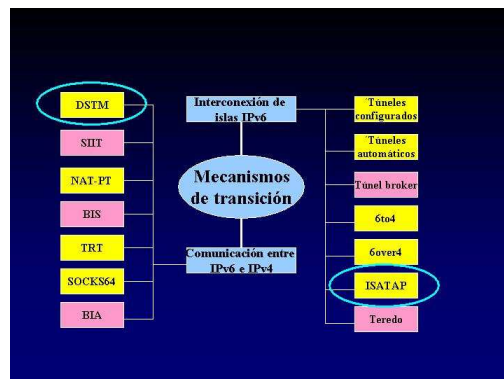 DSTM
SIIT
NAT-PT
BIS
TRT
SOCKS64
BIA
Interconexión de
islas IPv6
Mecanismos
de transición
Comunicación entre
IPv6 e IPv4
Túneles
configurados
Túneles
automáticos
Túnel broker
6to4
6over4
ISATAP
Teredo